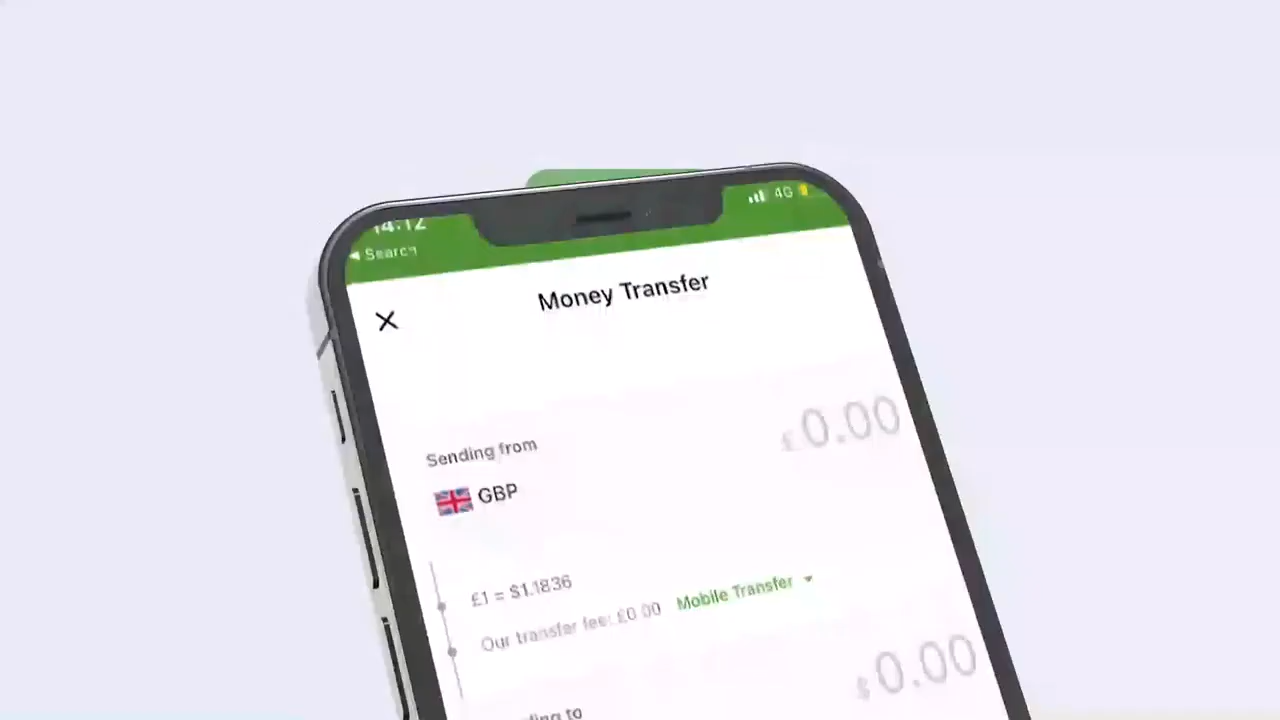 14:12
4G
◀ Search
Money Transfer
£0.00
Sending from
GBP
£1 = $1.1836
Our transfer fee: £0.00 Mobile Transfer
$0.00
to